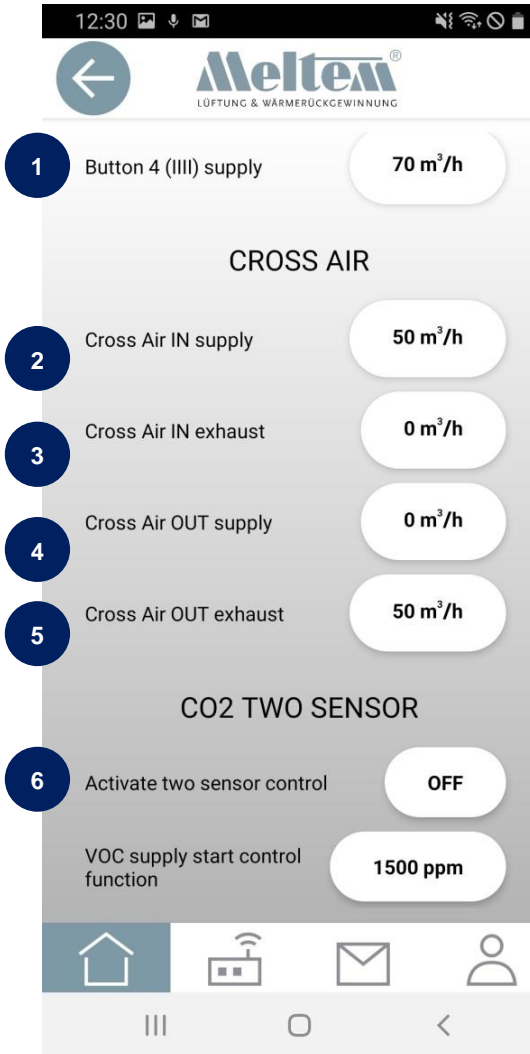 12:30
Meltem®
LÜFTUNG & WÄRMERÜCKGEWINNUNG
1 Button 4 (IIII) supply 70 m³/h
CROSS AIR
2 Cross Air IN supply 50 m³/h
3 Cross Air IN exhaust 0 m³/h
4 Cross Air OUT supply 0 m³/h
5 Cross Air OUT exhaust 50 m³/h
CO2 TWO SENSOR
6 Activate two sensor control OFF
VOC supply start control
function 1500 ppm